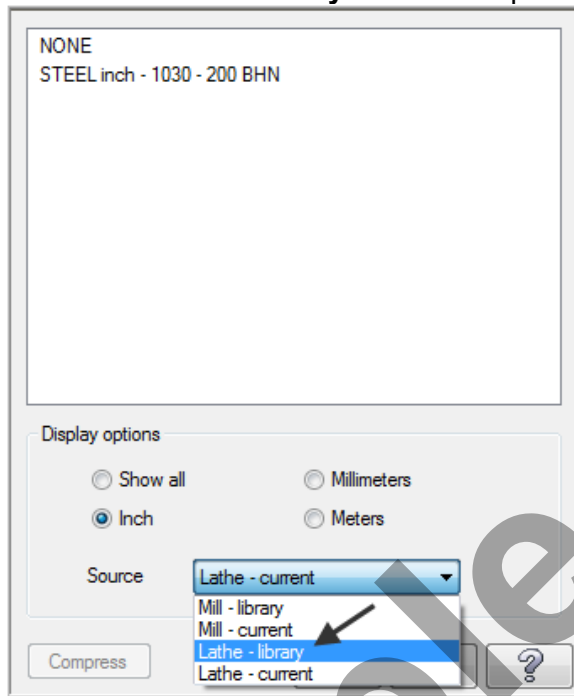 NONE
STEEL inch - 1030 - 200 BHN
Display options
Show all
Millimeters
Inch
Meters
Source
Lathe - current
Mill - library
Mill - current
Lathe - library
Lathe - current
Compress
?